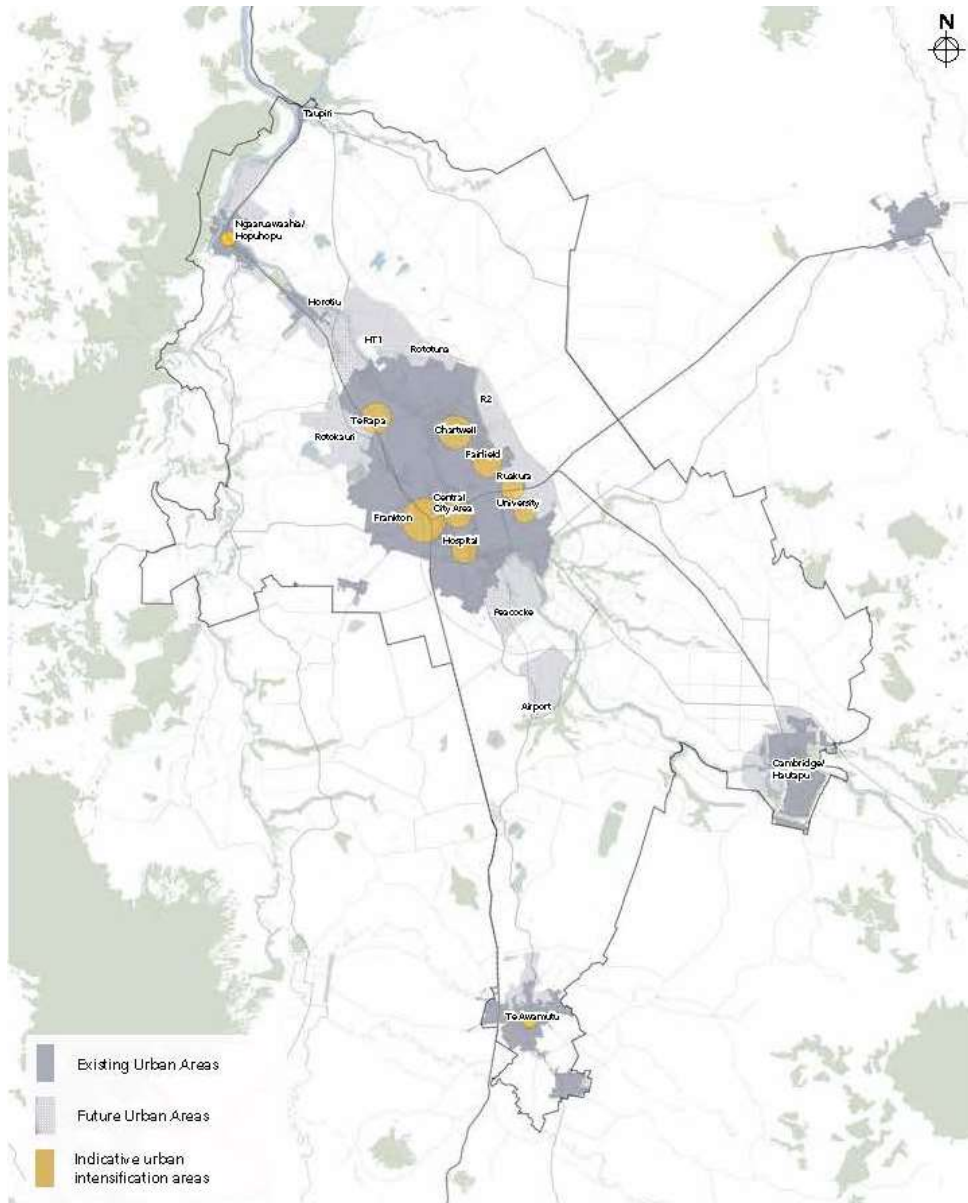 N
Taupiri
Ngaaruawaahia/
Hopuhopu
Horotiu
HT1
Rototuna
R2
Te Rapa
Rotokauri
Chartwell
Fairfield
Ruakura
University
Central
City Area
Frankton
Hospital
Peacocke
Airport
Cambridge/
Hautapu
Te Awamutu
Existing Urban Areas
Future Urban Areas
Indicative urban
intensification areas